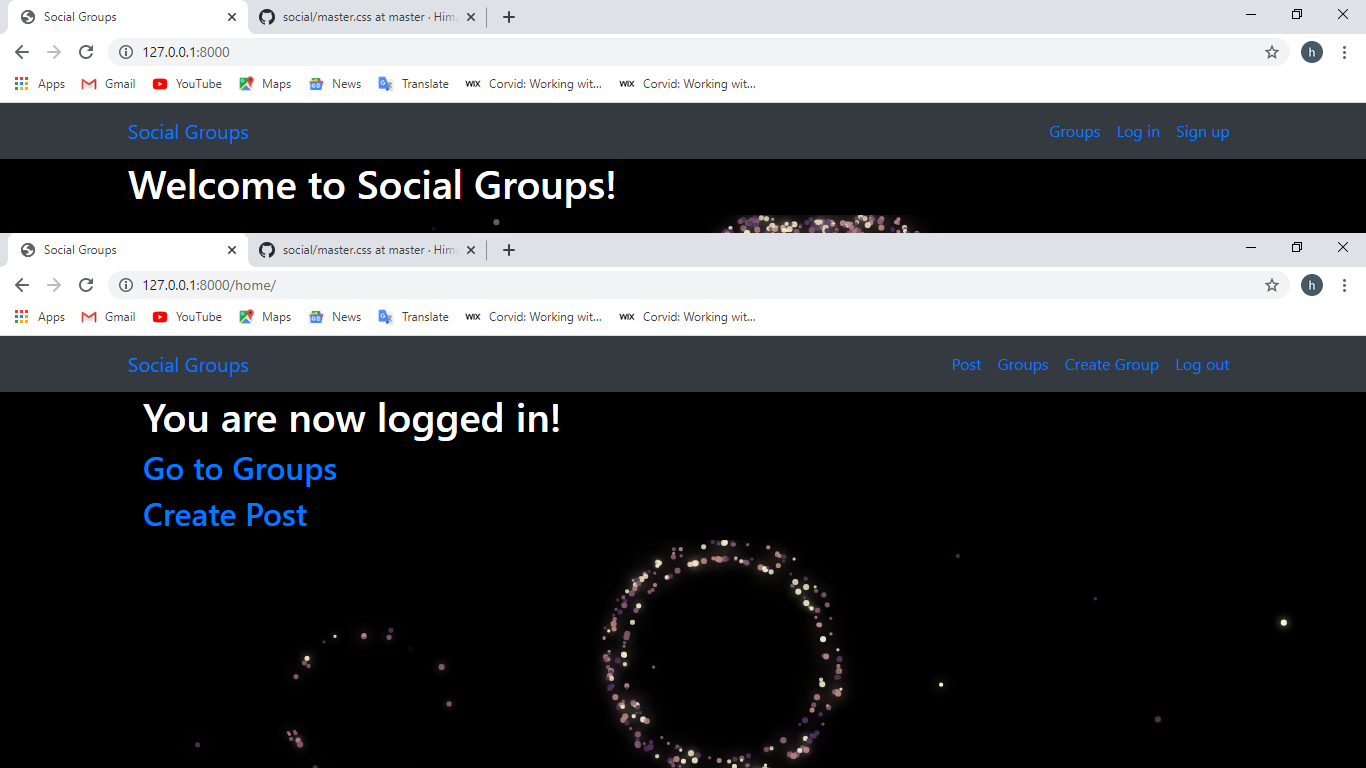 Social Groups
social/master.css at master · Him
127.0.0.1:8000
h
Apps Gmail YouTube Maps News Translate WIX Corvid: Working wit... WIX Corvid: Working wit...
Social Groups Groups Log in Sign up
Welcome to Social Groups!
Social Groups
social/master.css at master · Him
127.0.0.1:8000/home/
h
Apps Gmail YouTube Maps News Translate WIX Corvid: Working wit... WIX Corvid: Working wit...
Social Groups Post Groups Create Group Log out
You are now logged in!
Go to Groups
Create Post